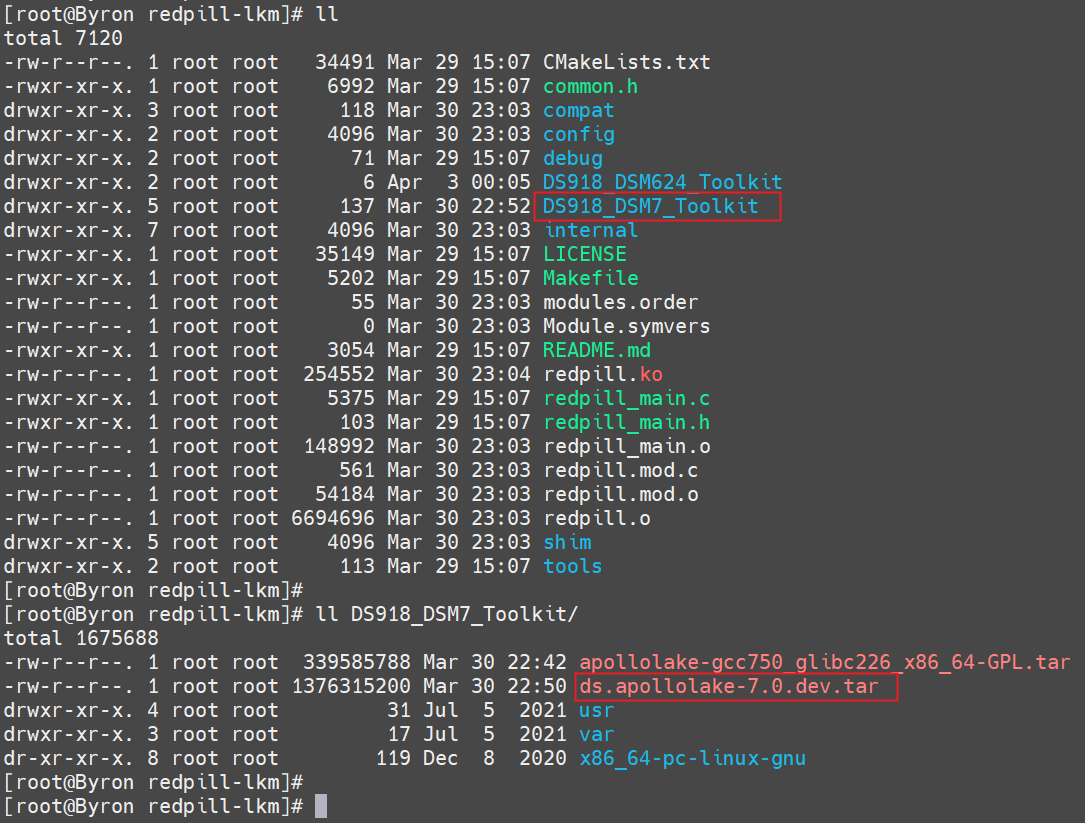 [root@Byron redpill-lkm]# ll
total 7120
-rw-r--r--. 1 root root   34491 Mar 29 15:07 CMakeLists.txt
-rwxr-xr-x. 1 root root    6992 Mar 29 15:07 common.h
drwxr-xr-x. 3 root root     118 Mar 30 23:03 compat
drwxr-xr-x. 2 root root    4096 Mar 30 23:03 config
drwxr-xr-x. 2 root root      71 Mar 29 15:07 debug
drwxr-xr-x. 2 root root       6 Apr  3 00:05 DS918_DSM624_Toolkit
drwxr-xr-x. 5 root root     137 Mar 30 22:52 DS918_DSM7_Toolkit
drwxr-xr-x. 7 root root    4096 Mar 30 23:03 internal
-rwxr-xr-x. 1 root root   35149 Mar 29 15:07 LICENSE
-rwxr-xr-x. 1 root root    5202 Mar 29 15:07 Makefile
-rw-r--r--. 1 root root      55 Mar 30 23:03 modules.order
-rw-r--r--. 1 root root       0 Mar 30 23:03 Module.symvers
-rwxr-xr-x. 1 root root    3054 Mar 29 15:07 README.md
-rw-r--r--. 1 root root  254552 Mar 30 23:04 redpill.ko
-rwxr-xr-x. 1 root root    5375 Mar 29 15:07 redpill_main.c
-rwxr-xr-x. 1 root root     103 Mar 29 15:07 redpill_main.h
-rw-r--r--. 1 root root  148992 Mar 30 23:03 redpill_main.o
-rw-r--r--. 1 root root     561 Mar 30 23:03 redpill.mod.c
-rw-r--r--. 1 root root   54184 Mar 30 23:03 redpill.mod.o
-rw-r--r--. 1 root root 6694696 Mar 30 23:03 redpill.o
drwxr-xr-x. 5 root root    4096 Mar 30 23:03 shim
drwxr-xr-x. 2 root root     113 Mar 29 15:07 tools
[root@Byron redpill-lkm]#
[root@Byron redpill-lkm]# ll DS918_DSM7_Toolkit/
total 1675688
-rw-r--r--. 1 root root  339585788 Mar 30 22:42 apollolake-gcc750_glibc226_x86_64-GPL.tar
-rw-r--r--. 1 root root 1376315200 Mar 30 22:50 ds.apollolake-7.0.dev.tar
drwxr-xr-x. 4 root root         31 Jul  5  2021 usr
drwxr-xr-x. 3 root root         17 Jul  5  2021 var
dr-xr-xr-x. 8 root root        119 Dec  8  2020 x86_64-pc-linux-gnu
[root@Byron redpill-lkm]#
[root@Byron redpill-lkm]#